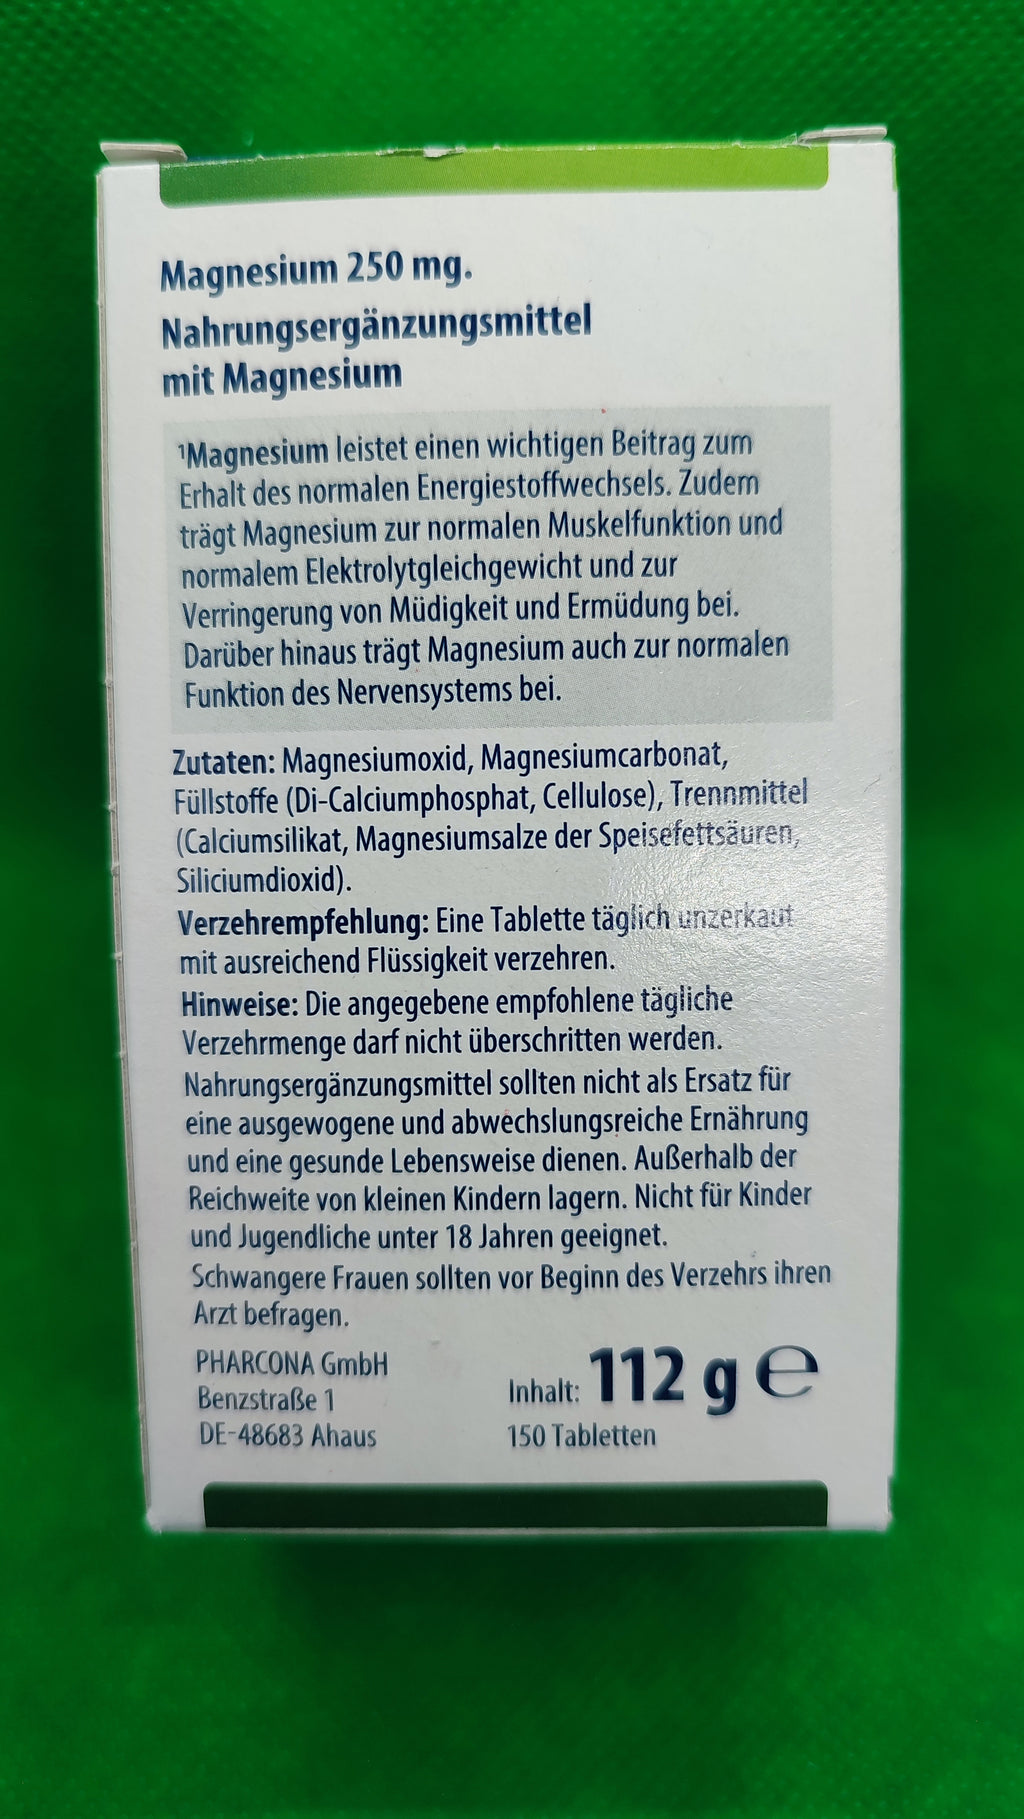 Magnesium 250 mg.
Nahrungsergänzungsmittel
mit Magnesium
¹Magnesium leistet einen wichtigen Beitrag zum
Erhalt des normalen Energiestoffwechsels. Zudem
trägt Magnesium zur normalen Muskelfunktion und
normalem Elektrolytgleichgewicht und zur
Verringerung von Müdigkeit und Ermüdung bei.
Darüber hinaus trägt Magnesium auch zur normalen
Funktion des Nervensystems bei.
Zutaten: Magnesiumoxid, Magnesiumcarbonat,
Füllstoffe (Di-Calciumphosphat, Cellulose), Trennmittel
(Calciumsilikat, Magnesiumsalze der Speisefettsäuren,
Siliciumdioxid).
Verzehrempfehlung: Eine Tablette täglich unzerkaut
mit ausreichend Flüssigkeit verzehren.
Hinweise: Die angegebene empfohlene tägliche
Verzehrmenge darf nicht überschritten werden.
Nahrungsergänzungsmittel sollten nicht als Ersatz für
eine ausgewogene und abwechslungsreiche Ernährung
und eine gesunde Lebensweise dienen. Außerhalb der
Reichweite von kleinen Kindern lagern. Nicht für Kinder
und Jugendliche unter 18 Jahren geeignet.
Schwangere Frauen sollten vor Beginn des Verzehrs ihren
Arzt befragen.
PHARCONA GmbH
Benzstraße 1
DE-48683 Ahaus
Inhalt: 112 g ℮
150 Tabletten